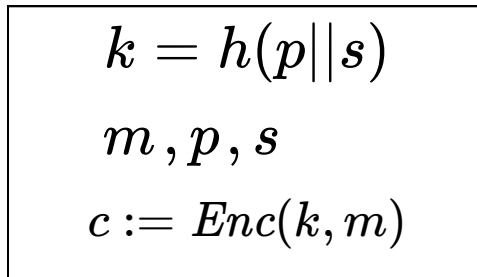 k = h(p||s)
m, p, s
c := Enc(k, m)